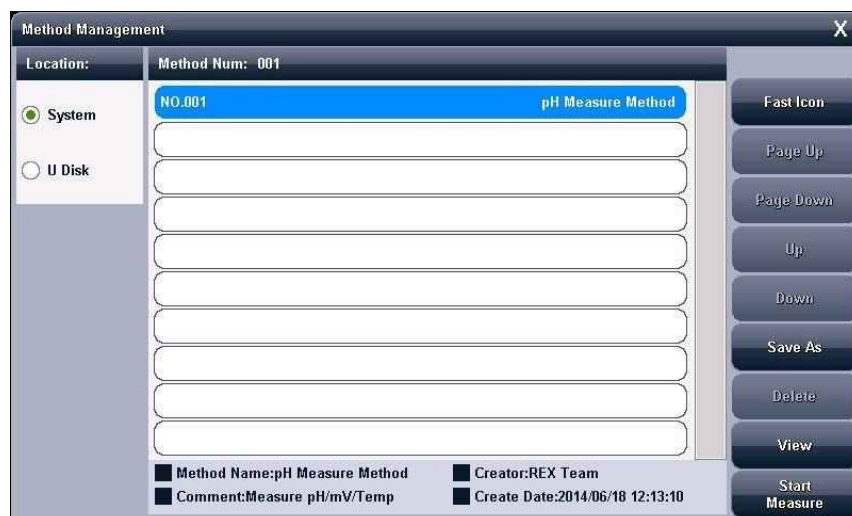 Method Management X
Location:
Method Num: 001
System
U Disk
NO.001 pH Measure Method
Method Name:pH Measure Method
Creator:REX Team
Comment:Measure pH/mV/Temp
Create Date:2014/06/18 12:13:10
Fast Icon
Page Up
Page Down
Up
Down
Save As
Delete
View
Start
Measure